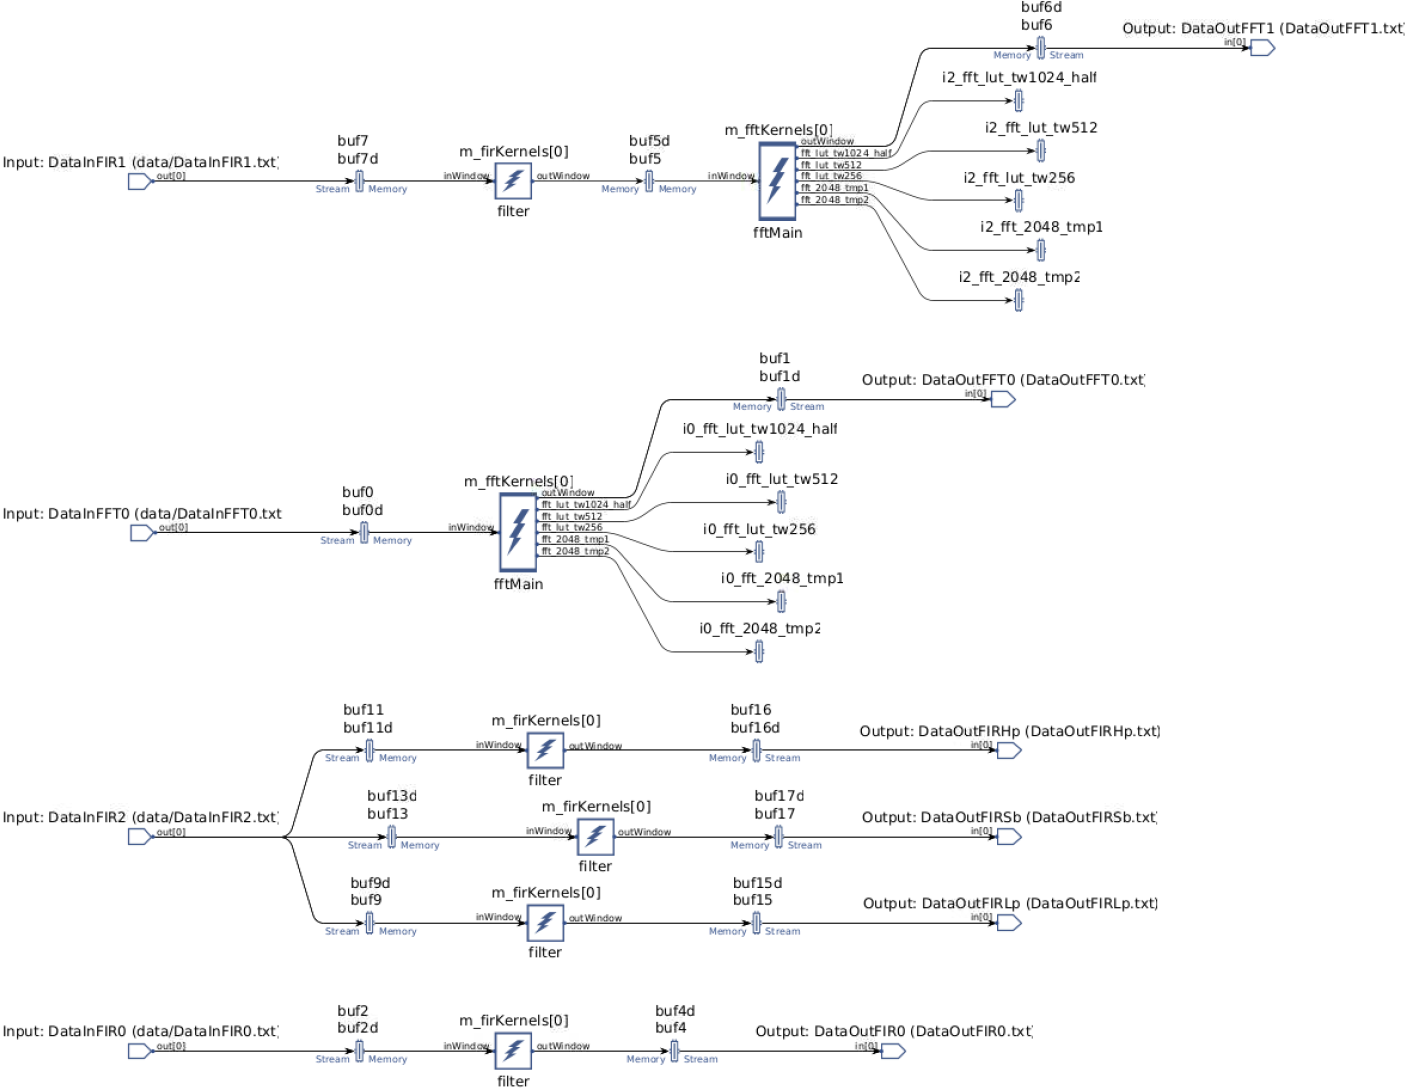 buf6d
buf6
Output: DataOutFFT1 (DataOutFFT1.txt)
in[0]
Memory Stream
i2_fft_lut_tw1024_half
i2_fft_lut_tw512
i2_fft_lut_tw256
i2_fft_2048_tmp1
i2_fft_2048_tmp2
m_fftKernels[0]
outWindow
fft_lut_tw1024_half
fft_lut_tw512
fft_lut_tw256
fft_2048_tmp1
fft_2048_tmp2
inWindow
fftMain
buf5d
buf5
Memory Memory
m_firKernels[0]
inWindow outWindow
filter
buf7
buf7d
Stream Memory
Input: DataInFIR1 (data/DataInFIR1.txt)
out[0]
buf1
buf1d
Output: DataOutFFT0 (DataOutFFT0.txt)
in[0]
Memory Stream
i0_fft_lut_tw1024_half
i0_fft_lut_tw512
i0_fft_lut_tw256
i0_fft_2048_tmp1
i0_fft_2048_tmp2
m_fftKernels[0]
outWindow
fft_lut_tw1024_half
fft_lut_tw512
fft_lut_tw256
fft_2048_tmp1
fft_2048_tmp2
inWindow
fftMain
buf0
buf0d
Stream Memory
Input: DataInFFT0 (data/DataInFFT0.txt
out[0]
buf11
buf11d
Stream Memory
m_firKernels[0]
inWindow outWindow
filter
buf16
buf16d
Memory Stream
Output: DataOutFIRHp (DataOutFIRHp.txt)
in[0]
Input: DataInFIR2 (data/DataInFIR2.txt)
out[0]
buf13d
buf13
Stream Memory
m_firKernels[0]
inWindow outWindow
filter
buf17d
buf17
Memory Stream
Output: DataOutFIRSb (DataOutFIRSb.txt)
in[0]
buf9d
buf9
Stream Memory
m_firKernels[0]
inWindow outWindow
filter
buf15d
buf15
Memory Stream
Output: DataOutFIRLp (DataOutFIRLp.txt)
in[0]
Input: DataInFIR0 (data/DataInFIR0.txt)
out[0]
buf2
buf2d
Stream Memory
m_firKernels[0]
inWindow outWindow
filter
buf4d
buf4
Memory Stream
Output: DataOutFIR0 (DataOutFIR0.txt)
in[0]